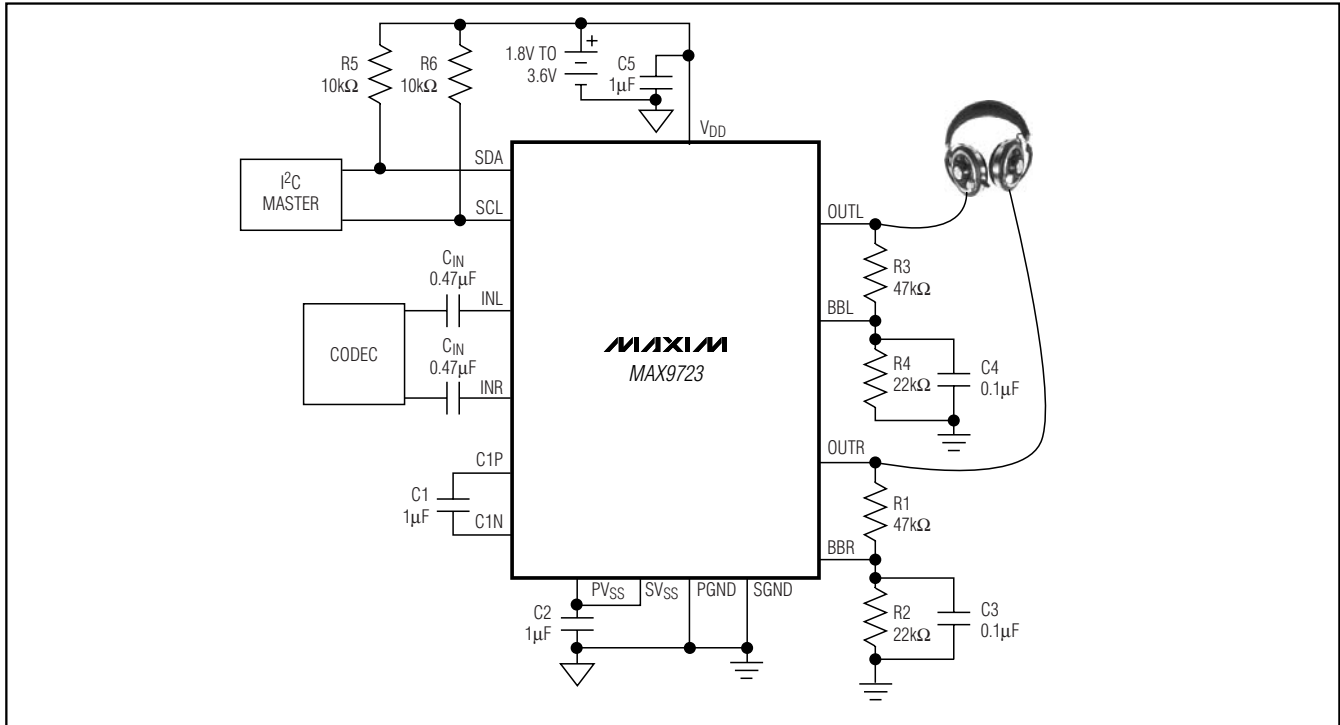 R5
10kΩ
R6
10kΩ
1.8V TO
3.6V
+
C5
1µF
VDD
I²C
MASTER
SDA
SCL
CIN
0.47µF
INL
CODEC
CIN
0.47µF
INR
C1P
C1
1µF
C1N
MAXIM
MAX9723
OUTL
R3
47kΩ
BBL
R4
22kΩ
C4
0.1µF
OUTR
R1
47kΩ
BBR
R2
22kΩ
C3
0.1µF
PVSS
SVSS
PGND
SGND
C2
1µF